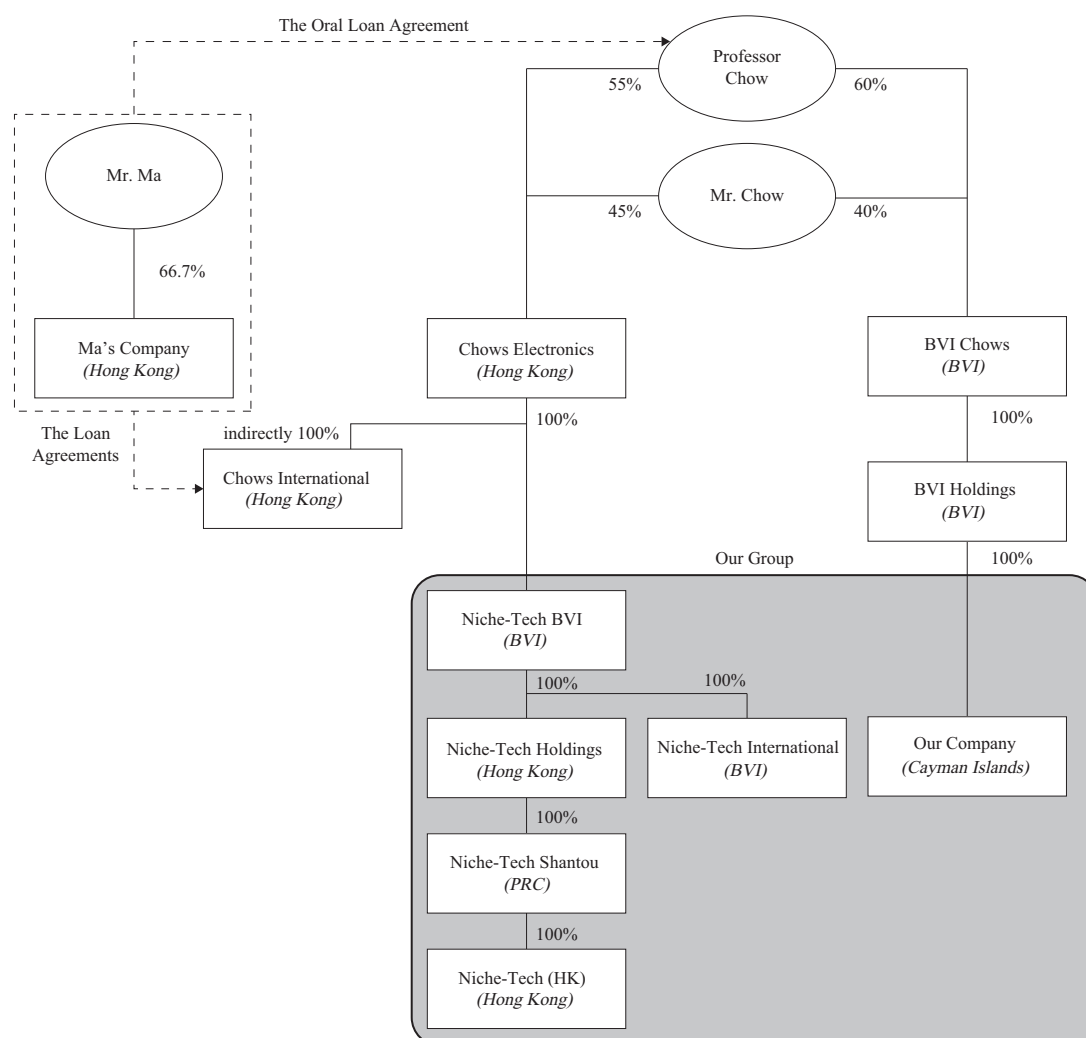 The Oral Loan Agreement
Professor
Chow
55%
60%
Mr. Ma
Mr. Chow
45%
40%
66.7%
Ma’s Company
(Hong Kong)
Chows Electronics
(Hong Kong)
BVI Chows
(BVI)
The Loan
Agreements
indirectly 100%
100%
100%
Chows International
(Hong Kong)
BVI Holdings
(BVI)
Our Group
100%
Niche-Tech BVI
(BVI)
100%
100%
Niche-Tech Holdings
(Hong Kong)
Niche-Tech International
(BVI)
Our Company
(Cayman Islands)
100%
Niche-Tech Shantou
(PRC)
100%
Niche-Tech (HK)
(Hong Kong)